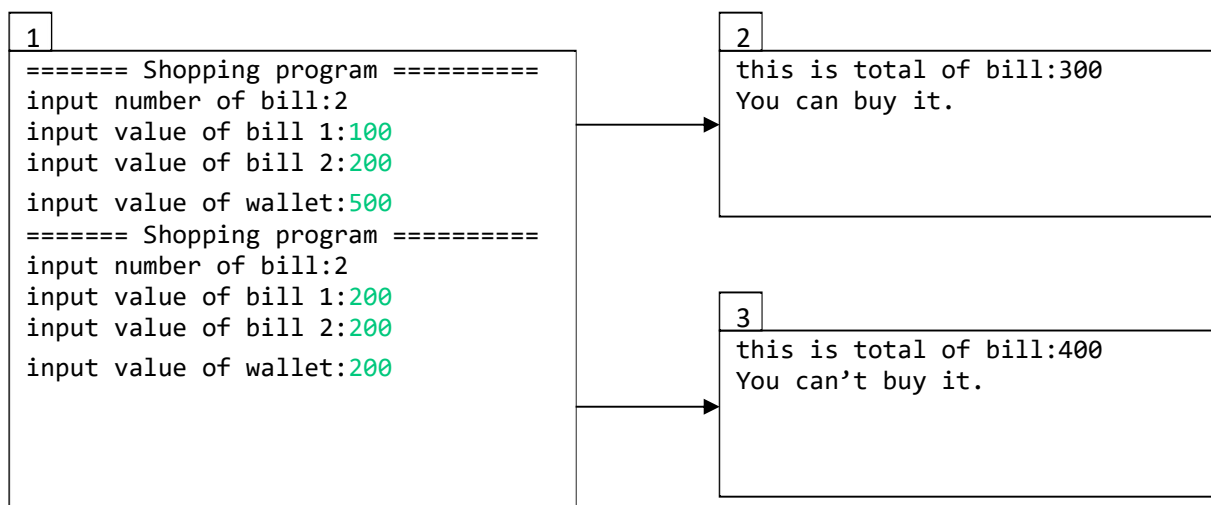 1
======= Shopping program ==========
input number of bill:2
input value of bill 1:100
input value of bill 2:200
input value of wallet:500
======= Shopping program ==========
input number of bill:2
input value of bill 1:200
input value of bill 2:200
input value of wallet:200
2
this is total of bill:300
You can buy it.
3
this is total of bill:400
You can’t buy it.